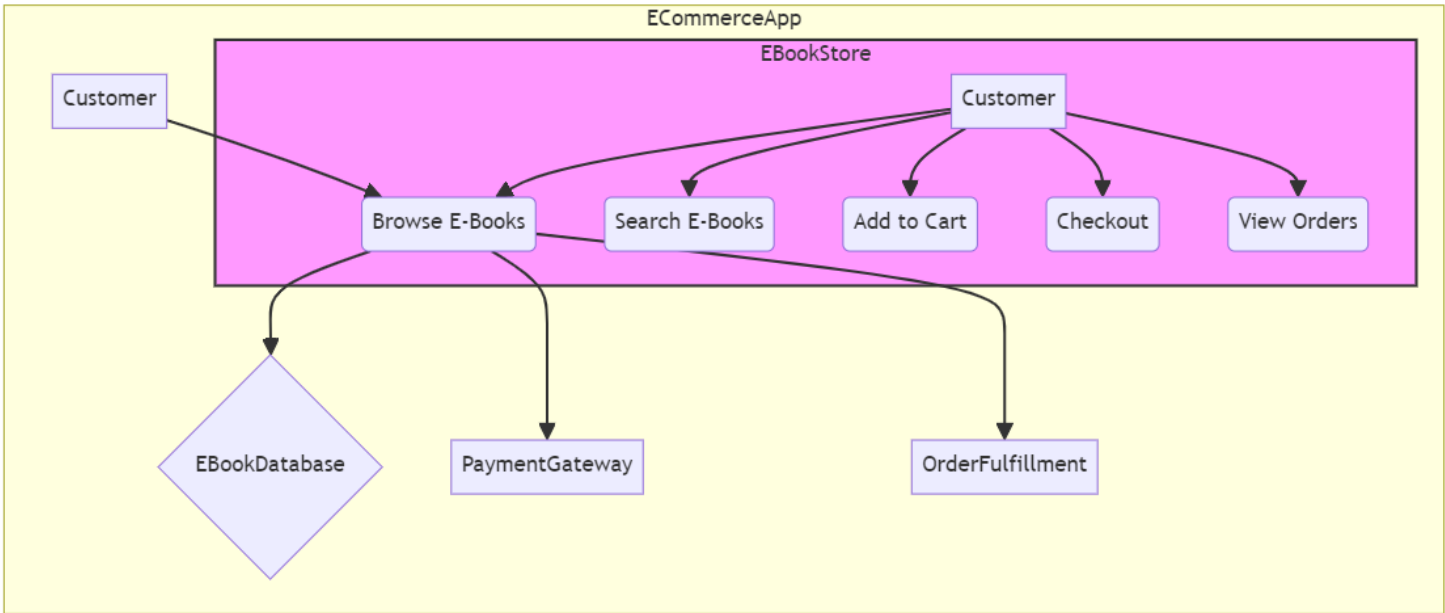 ECommerceApp
EBookStore
Customer
Customer
Browse E-Books
Search E-Books
Add to Cart
Checkout
View Orders
EBookDatabase
PaymentGateway
OrderFulfillment